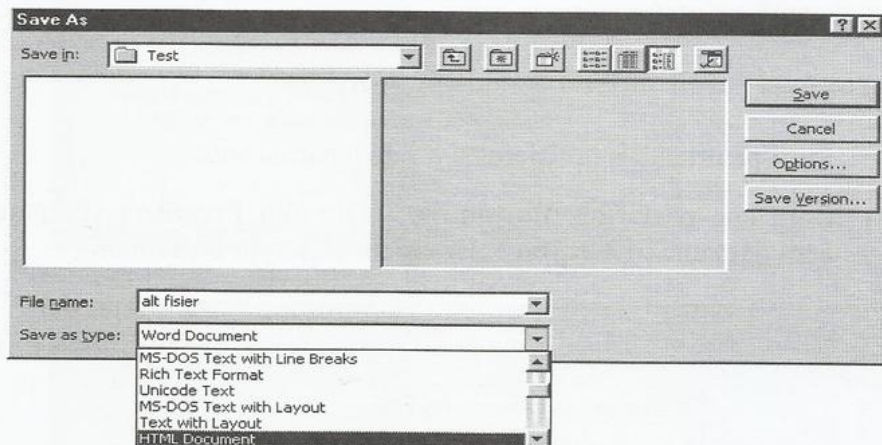 Save As
Save in:
Test
Save
Cancel
Options...
Save Version...
File name:
alt fisier
Save as type:
Word Document
MS-DOS Text with Line Breaks
Rich Text Format
Unicode Text
MS-DOS Text with Layout
Text with Layout
HTML Document